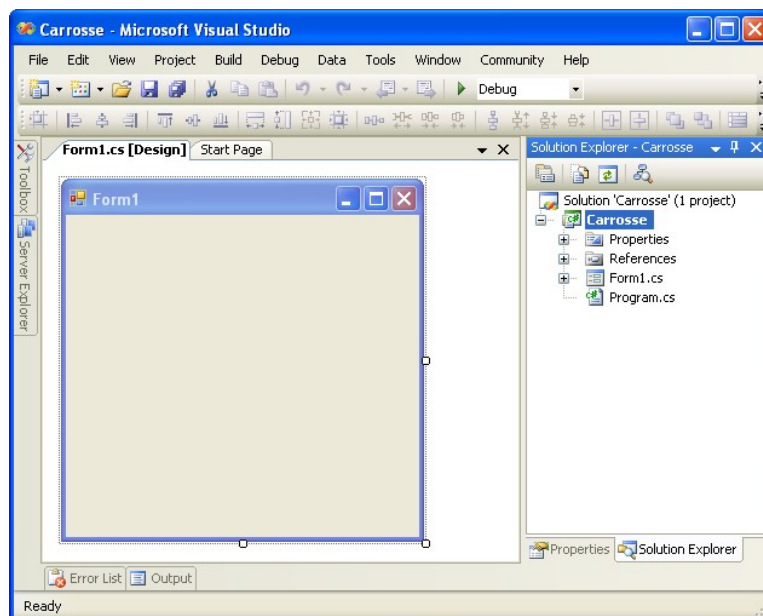 Carrosse - Microsoft Visual Studio
File Edit View Project Build Debug Data Tools Window Community Help
Debug
Form1.cs [Design] Start Page
Solution Explorer - Carrosse
Toolbox
Server Explorer
Form1
Solution 'Carrosse' (1 project)
Carrosse
Properties
References
Form1.cs
Program.cs
Properties Solution Explorer
Error List Output
Ready